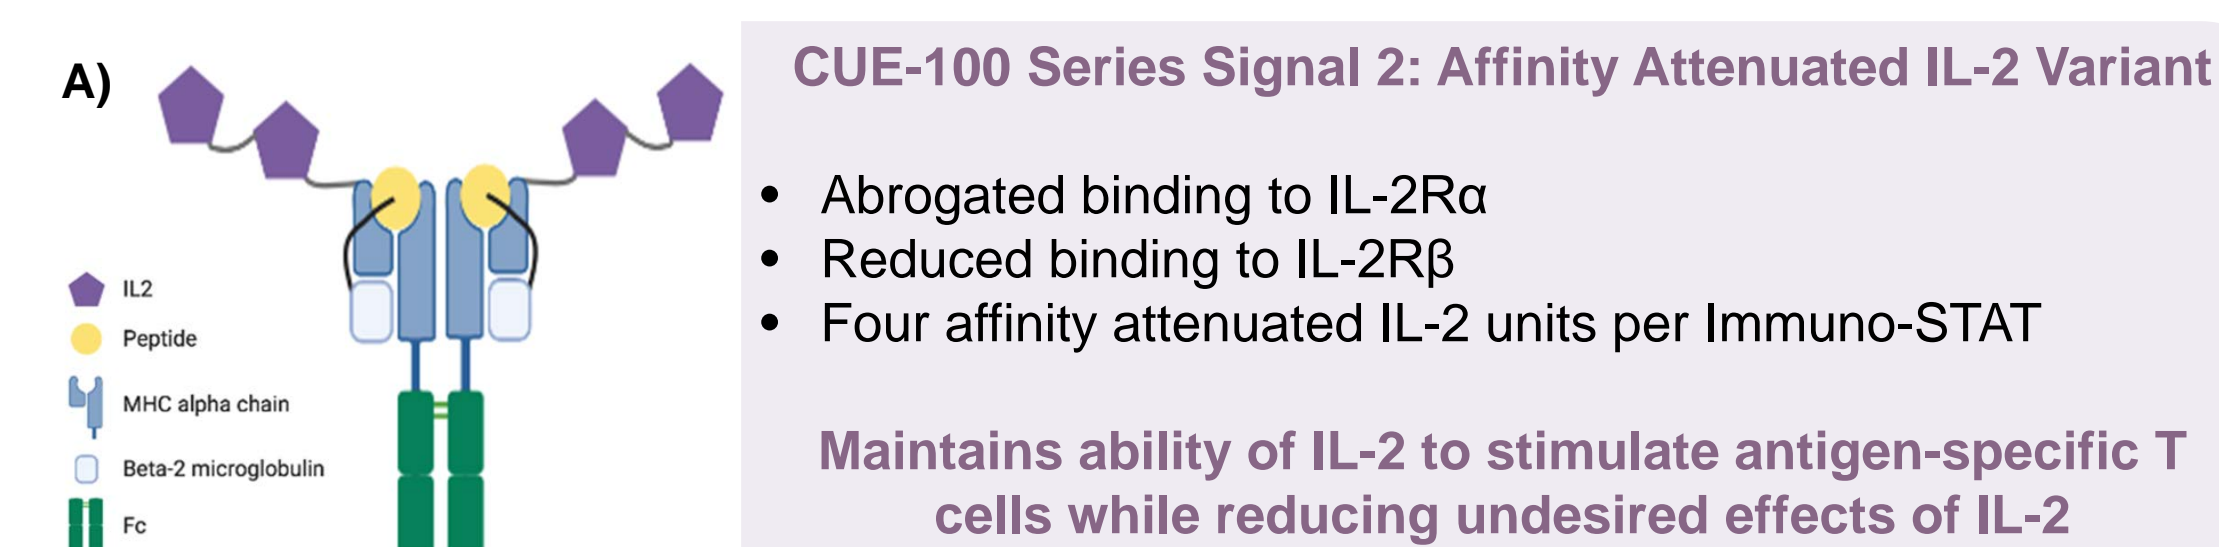 A)
IL2
Peptide
MHC alpha chain
Beta-2 microglobulin
Fc
CUE-100 Series Signal 2: Affinity Attenuated IL-2 Variant
• Abrogated binding to IL-2Rα
• Reduced binding to IL-2Rβ
• Four affinity attenuated IL-2 units per Immuno-STAT
Maintains ability of IL-2 to stimulate antigen-specific T
cells while reducing undesired effects of IL-2